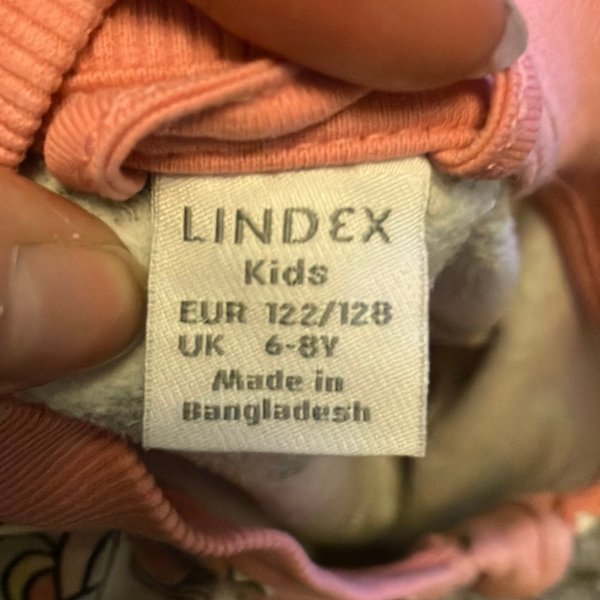 LINDEX
Kids
EUR 122/128
UK 6-8Y
Made in
Bangladesh